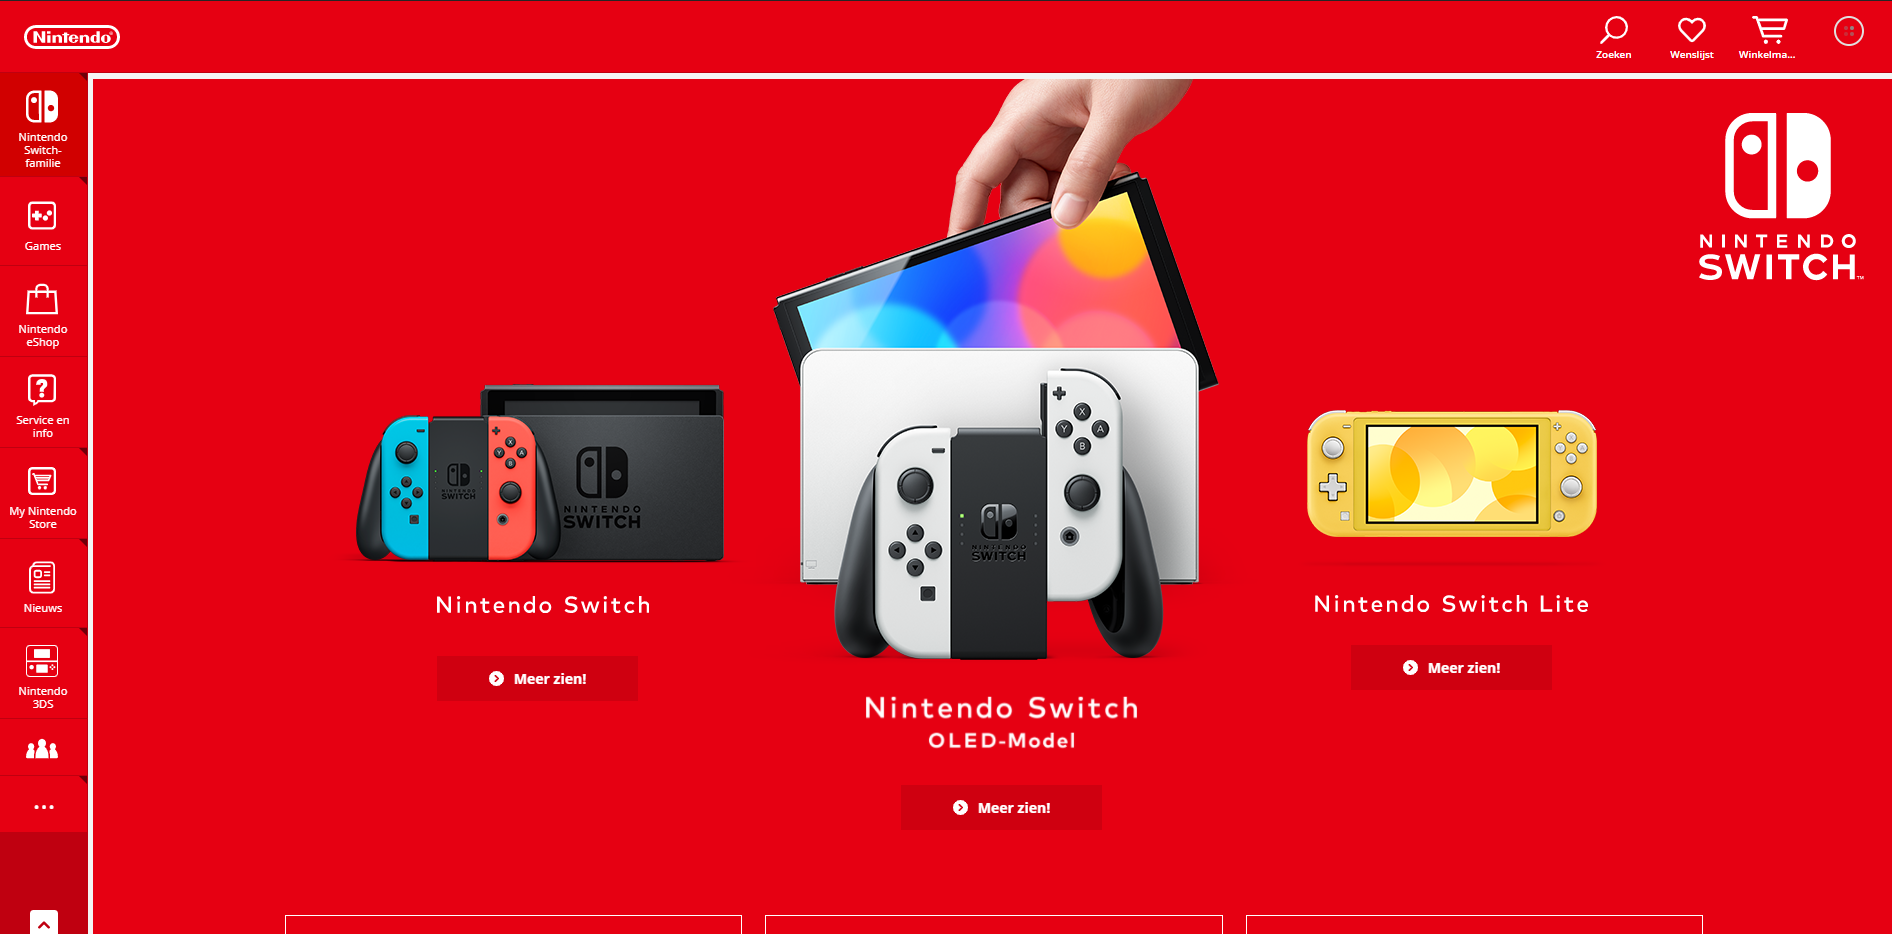 Nintendo
Zoeken
Wenslijst
Winkelma...
Nintendo
Switch-
familie
Games
Nintendo
eShop
Service en
info
My Nintendo
Store
Nieuws
Nintendo
3DS
NINTENDO
SWITCH™
NINTENDO
SWITCH
NINTENDO
SWITCH
X
Y
A
B
X
Y
A
B
NINTENDO
SWITCH
Nintendo Switch
Meer zien!
Nintendo Switch
OLED-Model
Meer zien!
Nintendo Switch Lite
Meer zien!